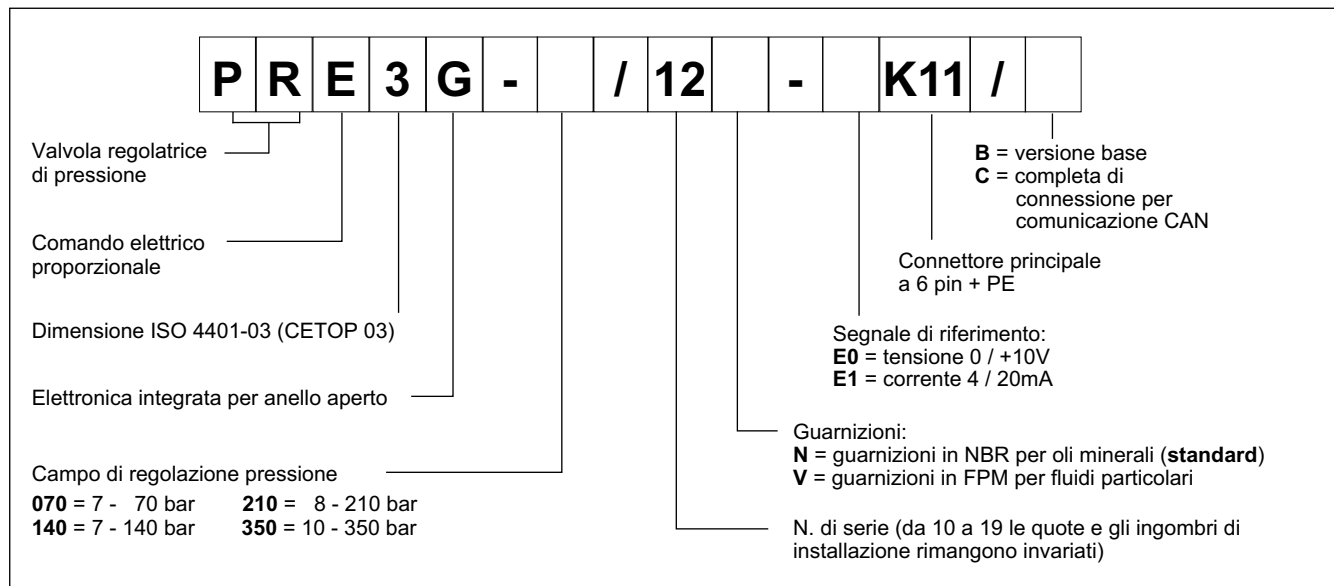 PRE3G- /12 - K11/
Valvola regolatrice
di pressione
Comando elettrico
proporzionale
Dimensione ISO 4401-03 (CETOP 03)
Elettronica integrata per anello aperto
Campo di regolazione pressione
070 = 7 - 70 bar 210 = 8 - 210 bar
140 = 7 - 140 bar 350 = 10 - 350 bar
B = versione base
C = completa di
connessione per
comunicazione CAN
Connettore principale
a 6 pin + PE
Segnale di riferimento:
E0 = tensione 0 / +10V
E1 = corrente 4 / 20mA
Guarnizioni:
N = guarnizioni in NBR per oli minerali (standard)
V = guarnizioni in FPM per fluidi particolari
N. di serie (da 10 a 19 le quote e gli ingombri di
installazione rimangono invariati)